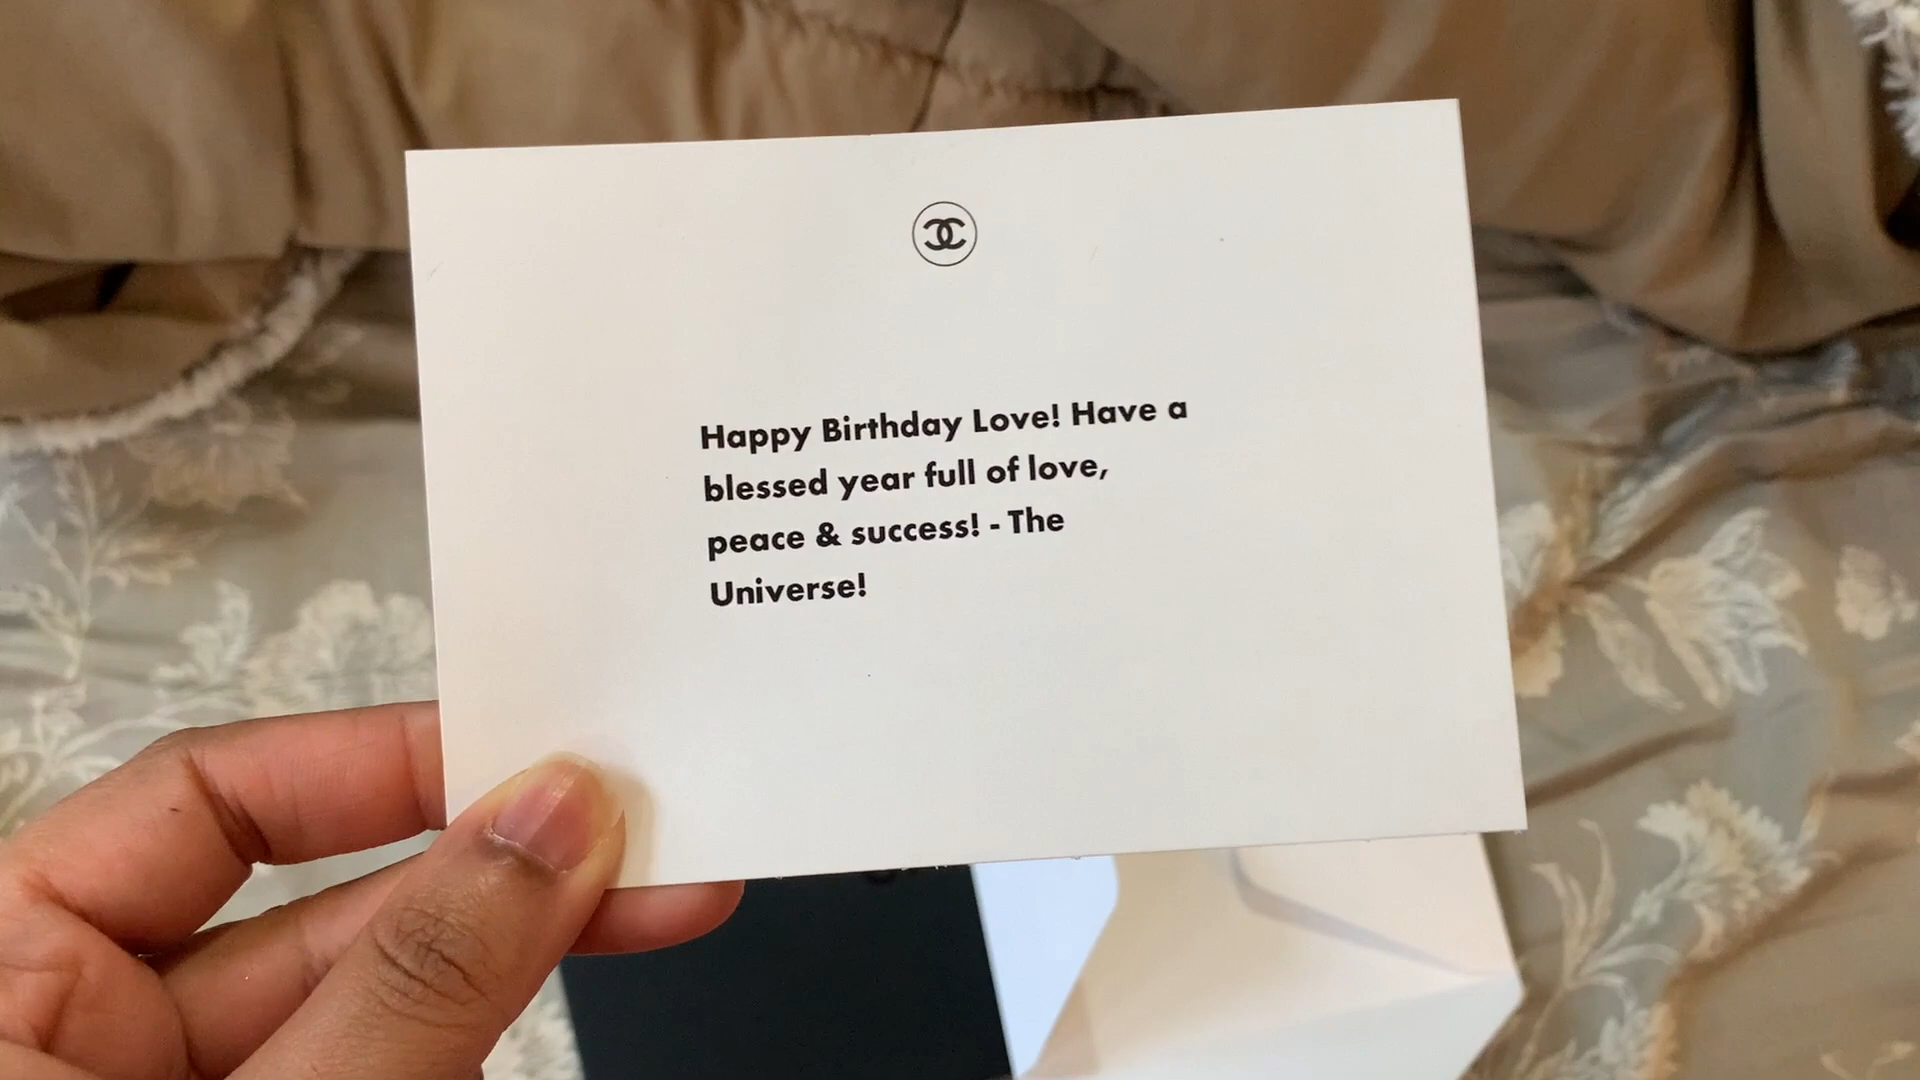 Happy Birthday Love! Have a
blessed year full of love,
peace & success! - The
Universe!